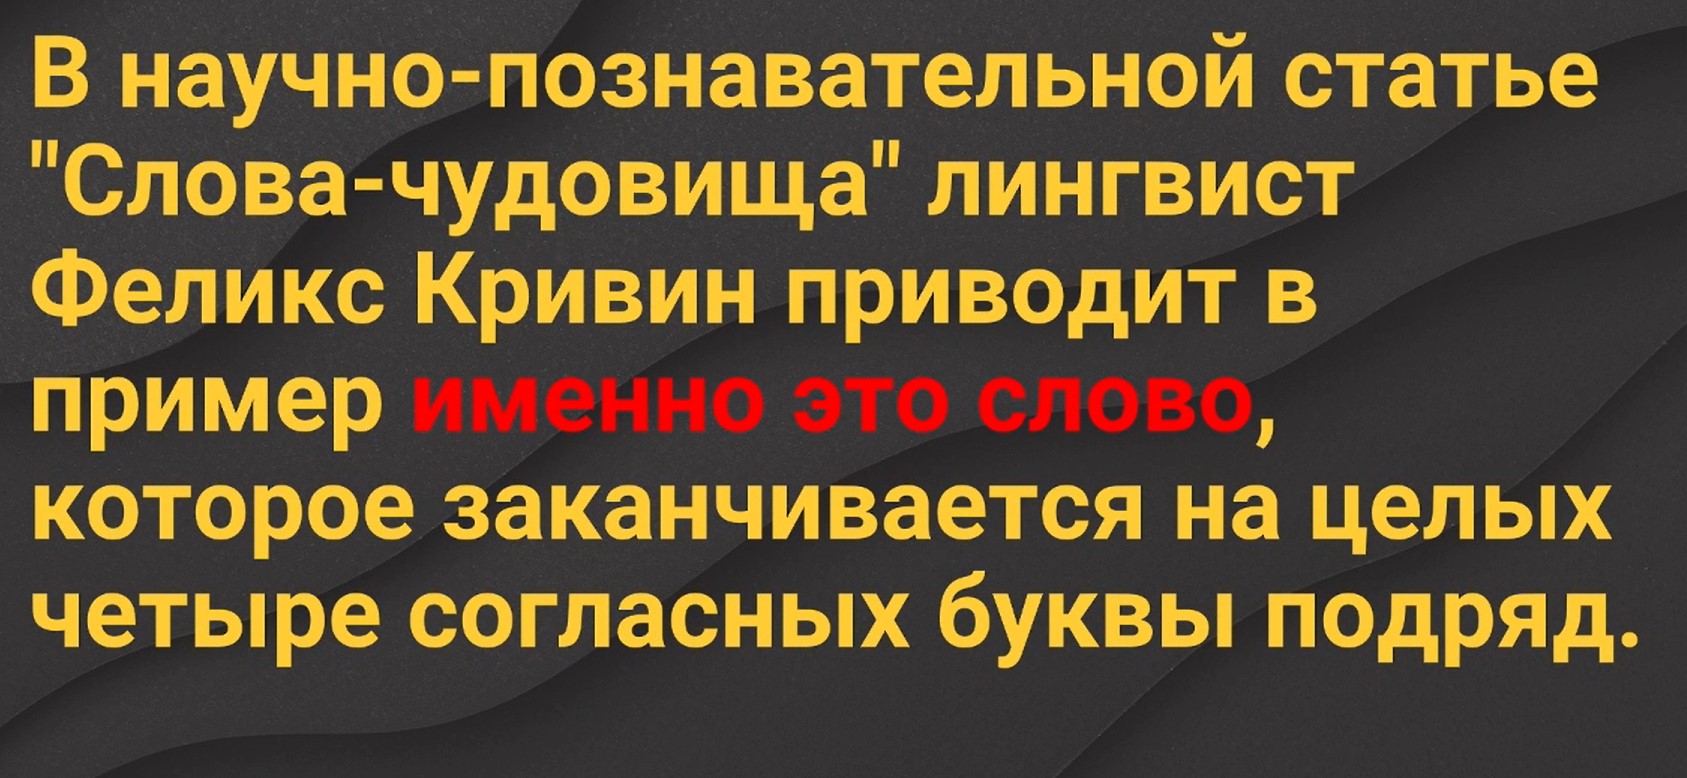 В научно-познавательной статье
"Слова-чудовища" лингвист
Феликс Кривин приводит в
пример именно это слово,
которое заканчивается на целых
четыре согласных буквы подряд.